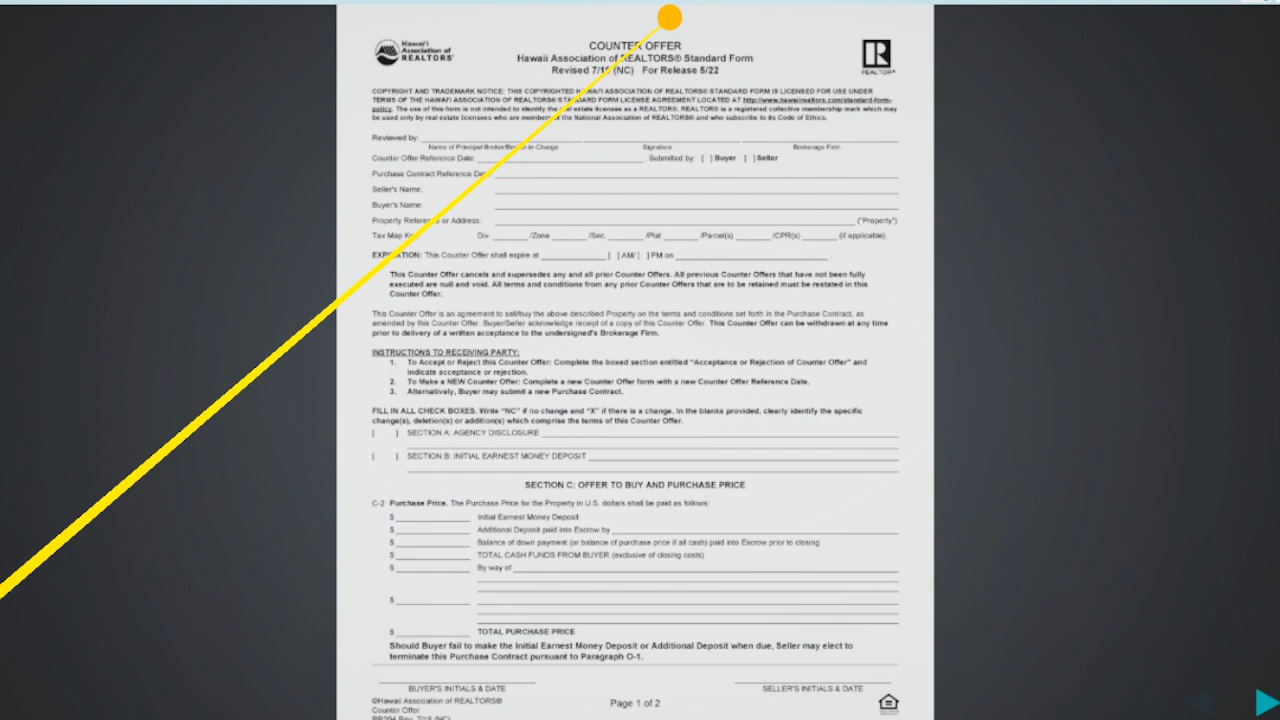 Hawai'i
Association of
REALTORS®
COUNTER OFFER
Hawaii Association of REALTORS® Standard Form
Revised 7/19 (NC) For Release 5/22
REALTOR®
COPYRIGHT AND TRADEMARK NOTICE: THIS COPYRIGHTED HAWAI'I ASSOCIATION OF REALTORS® STANDARD FORM IS LICENSED FOR USE UNDER
TERMS OF THE HAWAI'I ASSOCIATION OF REALTORS® STANDARD FORM LICENSE AGREEMENT LOCATED AT http://www.hawaiirealtors.com/standard-form-
policy. The use of this form is not intended to identify the real estate licensee as a REALTOR®. REALTOR® is a registered collective membership mark which may
be used only by real estate licensees who are members of the National Association of REALTORS® and who subscribe to its Code of Ethics.
Reviewed by:
Name of Principal Broker/Broker-in-Charge Signature Brokerage Firm
Counter Offer Reference Date: , Submitted by: [ ] Buyer [ ] Seller
Purchase Contract Reference Date:
Seller's Name:
Buyer's Name:
Property Reference or Address: ("Property")
Tax Map Key: Div. /Zone /Sec. /Plat /Parcel(s) /CPR(s) (if applicable).
EXPIRATION: This Counter Offer shall expire at [ ] AM/ [ ] PM on .
This Counter Offer cancels and supersedes any and all prior Counter Offers. All previous Counter Offers that have not been fully
executed are null and void. All terms and conditions from any prior Counter Offers that are to be retained must be restated in this
Counter Offer.
This Counter Offer is an agreement to sell/buy the above described Property on the terms and conditions set forth in the Purchase Contract, as
amended by this Counter Offer. Buyer/Seller acknowledge receipt of a copy of this Counter Offer. This Counter Offer can be withdrawn at any time
prior to delivery of a written acceptance to the undersigned's Brokerage Firm.
INSTRUCTIONS TO RECEIVING PARTY:
1. To Accept or Reject this Counter Offer: Complete the boxed section entitled "Acceptance or Rejection of Counter Offer" and
indicate acceptance or rejection.
2. To Make a NEW Counter Offer: Complete a new Counter Offer form with a new Counter Offer Reference Date.
3. Alternatively, Buyer may submit a new Purchase Contract.
FILL IN ALL CHECK BOXES. Write "NC" if no change and "X" if there is a change. In the blanks provided, clearly identify the specific
change(s), deletion(s) or addition(s) which comprise the terms of this Counter Offer.
[ ] SECTION A: AGENCY DISCLOSURE
[ ] SECTION B: INITIAL EARNEST MONEY DEPOSIT
SECTION C: OFFER TO BUY AND PURCHASE PRICE
C-2 Purchase Price. The Purchase Price for the Property in U.S. dollars shall be paid as follows:
$ Initial Earnest Money Deposit
$ Additional Deposit paid into Escrow by
$ Balance of down payment (or balance of purchase price if all cash) paid into Escrow prior to closing
$ TOTAL CASH FUNDS FROM BUYER (exclusive of closing costs)
$ By way of
$
$ TOTAL PURCHASE PRICE
Should Buyer fail to make the Initial Earnest Money Deposit or Additional Deposit when due, Seller may elect to
terminate this Purchase Contract pursuant to Paragraph O-1.
BUYER'S INITIALS & DATE SELLER'S INITIALS & DATE
©Hawaii Association of REALTORS®
Counter Offer
Page 1 of 2